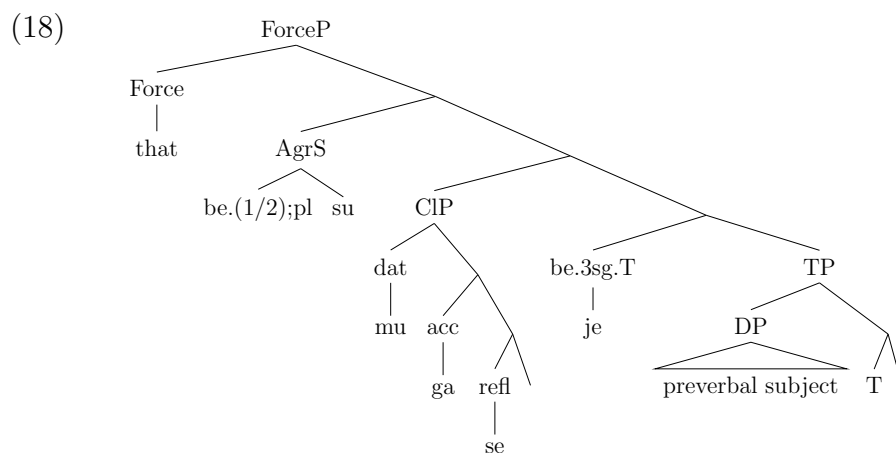 (18)
ForceP
Force
that
AgrS
be.(1/2);pl su
ClP
dat
mu
acc
ga
refl
se
be.3sg.T
je
TP
DP
preverbal subject
T